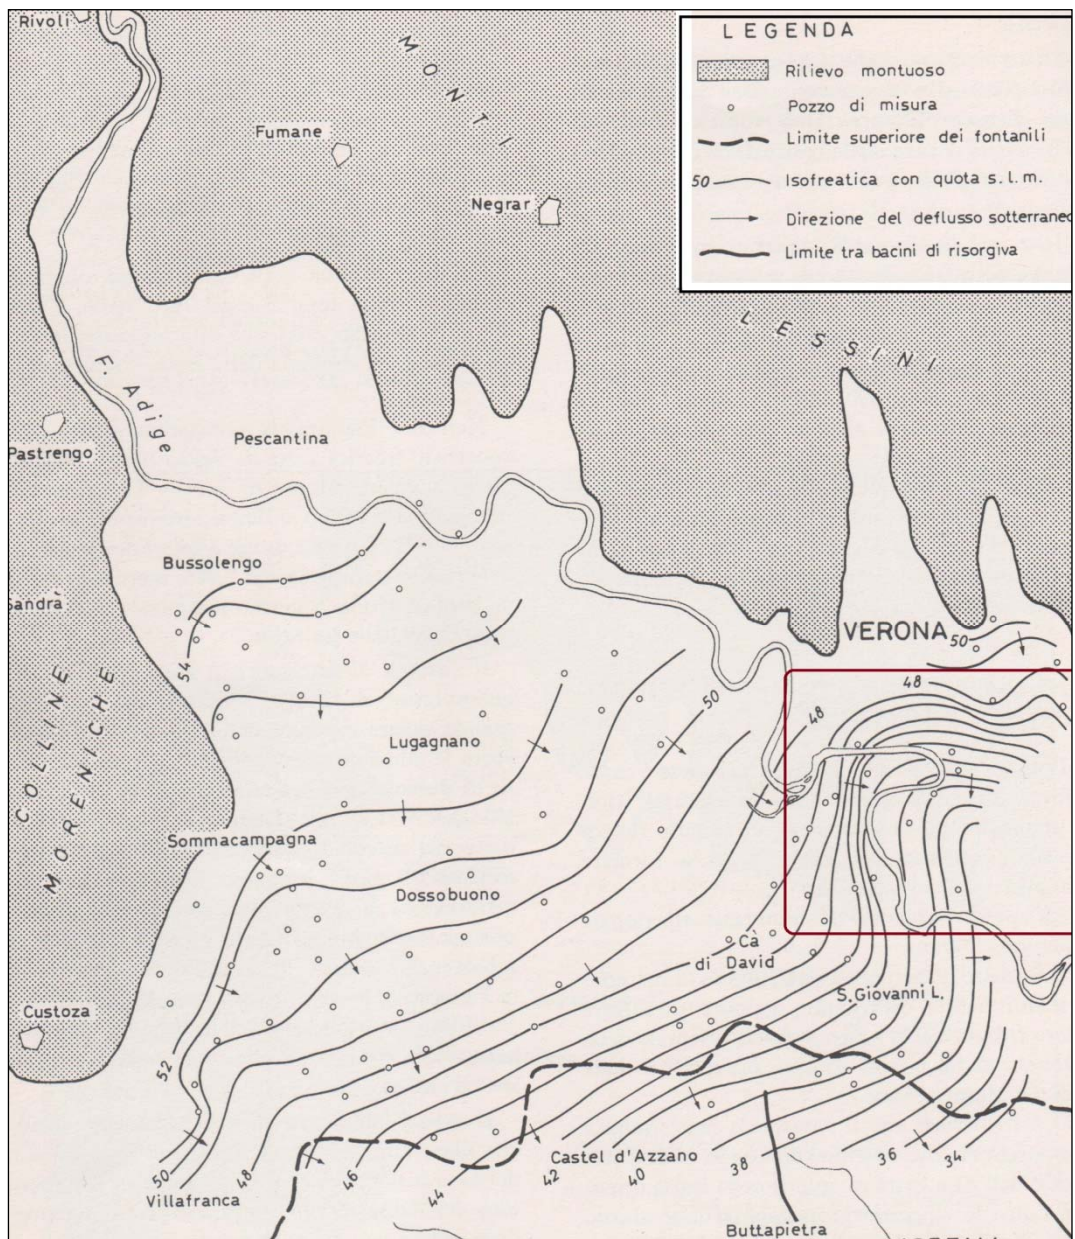 Rivoli
MONTI
Fumane
Negrar
LEGENDA
Rilievo montuoso
Pozzo di misura
Limite superiore dei fontanili
50 Isofreatica con quota s.l.m.
Direzione del deflusso sotterraneo
Limite tra bacini di risorgiva
LESSINI
F. Adige
Pastrengo
Pescantina
Bussolengo
Sandrà
54
COLLINE
MORENICHE
VERONA
50
48
50
48
Lugagnano
Sommacampagna
Dossobuono
Cà
di David
S. Giovanni L.
Custoza
52
50
48
46
44
42
40
38
36
34
Castel d'Azzano
Villafranca
Buttapietra